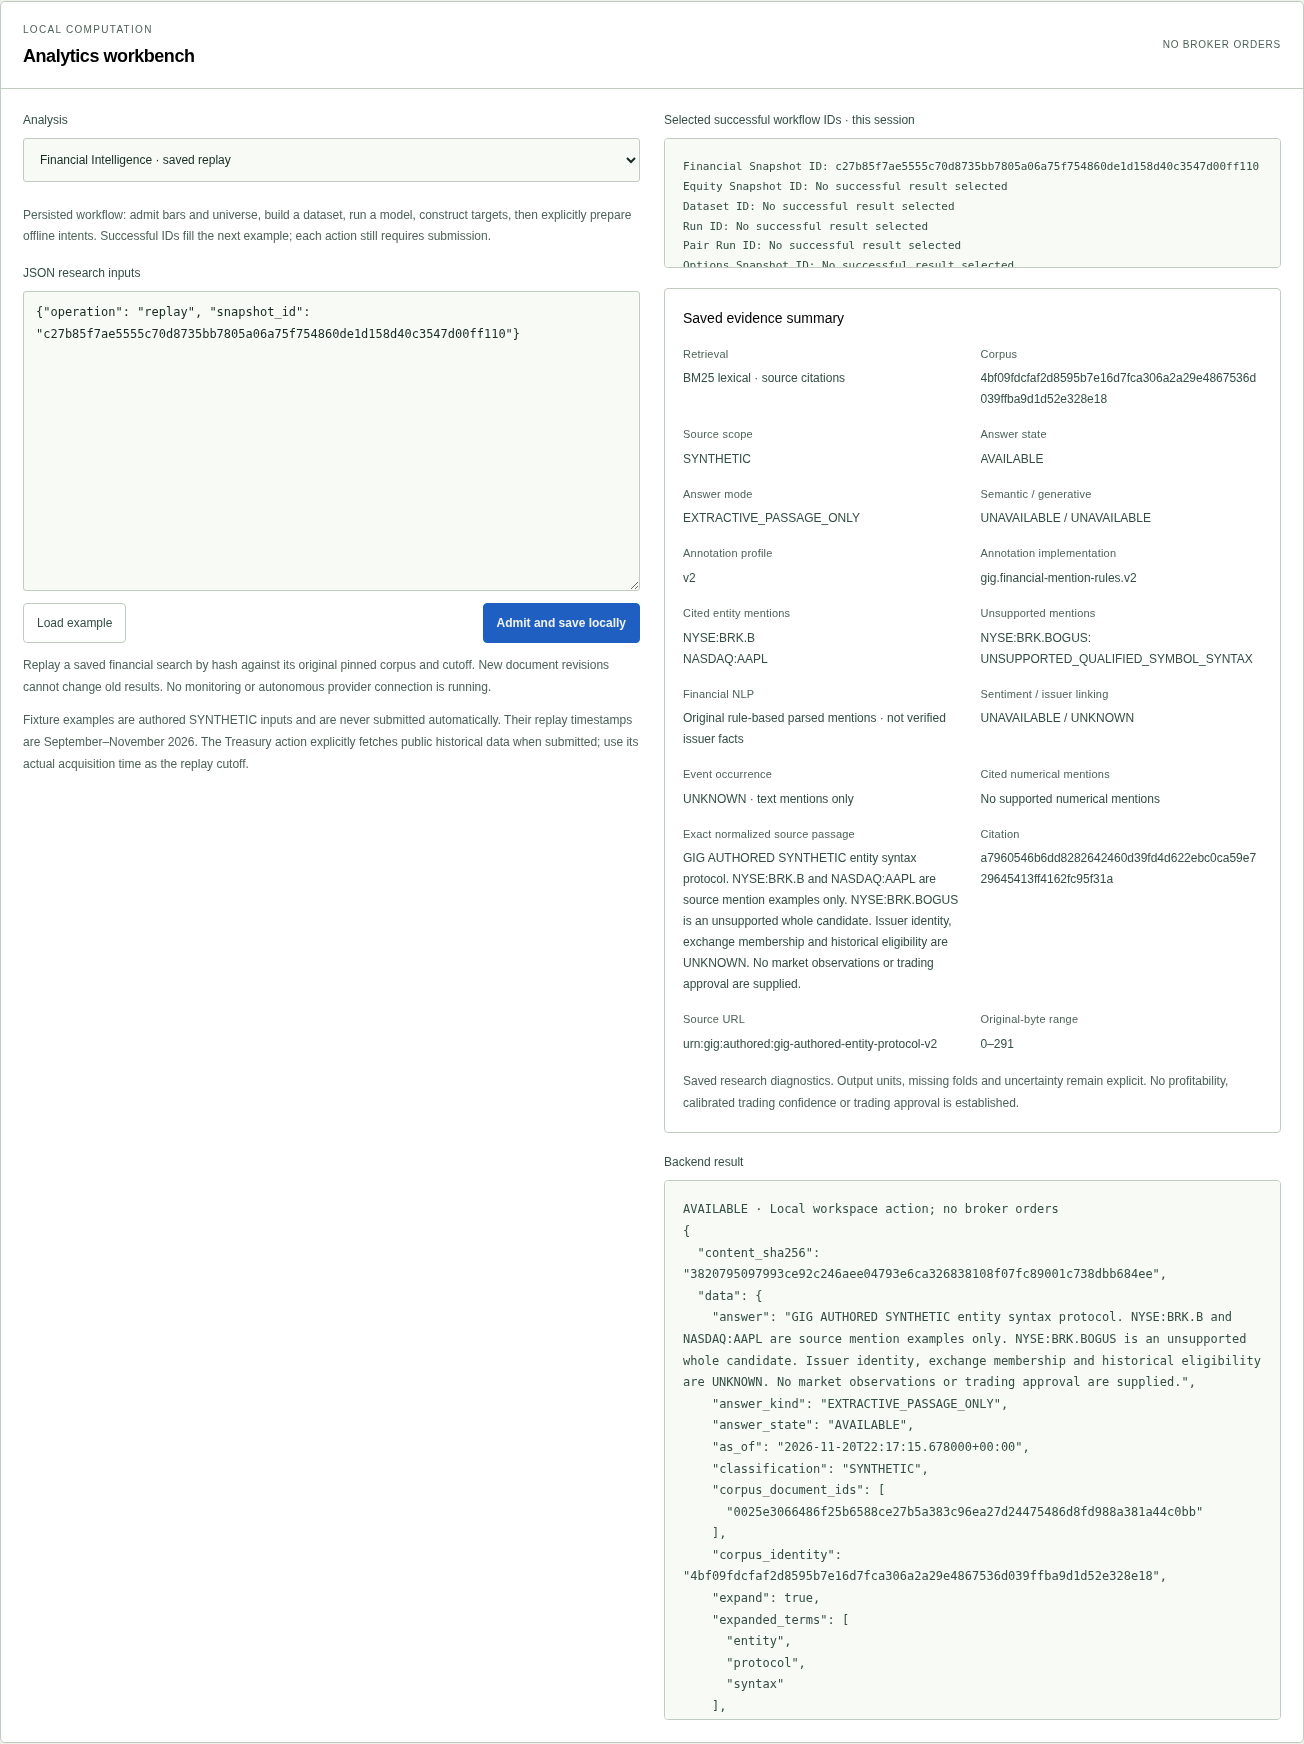 LOCAL COMPUTATION
Analytics workbench
NO BROKER ORDERS
Analysis
Financial Intelligence · saved replay
Persisted workflow: admit bars and universe, build a dataset, run a model, construct targets, then explicitly prepare
offline intents. Successful IDs fill the next example; each action still requires submission.
JSON research inputs
{"operation": "replay", "snapshot_id":
"c27b85f7ae5555c70d8735bb7805a06a75f754860de1d158d40c3547d00ff110"}
Load example
Admit and save locally
Replay a saved financial search by hash against its original pinned corpus and cutoff. New document revisions
cannot change old results. No monitoring or autonomous provider connection is running.
Fixture examples are authored SYNTHETIC inputs and are never submitted automatically. Their replay timestamps
are September–November 2026. The Treasury action explicitly fetches public historical data when submitted; use its
actual acquisition time as the replay cutoff.
Selected successful workflow IDs · this session
Financial Snapshot ID: c27b85f7ae5555c70d8735bb7805a06a75f754860de1d158d40c3547d00ff110
Equity Snapshot ID: No successful result selected
Dataset ID: No successful result selected
Run ID: No successful result selected
Pair Run ID: No successful result selected
Options Snapshot ID: No successful result selected
Saved evidence summary
Retrieval
BM25 lexical · source citations
Corpus
4bf09fdcfaf2d8595b7e16d7fca306a2a29e4867536d
039ffba9d1d52e328e18
Source scope
SYNTHETIC
Answer state
AVAILABLE
Answer mode
EXTRACTIVE_PASSAGE_ONLY
Semantic / generative
UNAVAILABLE / UNAVAILABLE
Annotation profile
v2
Annotation implementation
gig.financial-mention-rules.v2
Cited entity mentions
NYSE:BRK.B
NASDAQ:AAPL
Unsupported mentions
NYSE:BRK.BOGUS:
UNSUPPORTED_QUALIFIED_SYMBOL_SYNTAX
Financial NLP
Original rule-based parsed mentions · not verified
issuer facts
Sentiment / issuer linking
UNAVAILABLE / UNKNOWN
Event occurrence
UNKNOWN · text mentions only
Cited numerical mentions
No supported numerical mentions
Exact normalized source passage
GIG AUTHORED SYNTHETIC entity syntax
protocol. NYSE:BRK.B and NASDAQ:AAPL are
source mention examples only. NYSE:BRK.BOGUS
is an unsupported whole candidate. Issuer identity,
exchange membership and historical eligibility are
UNKNOWN. No market observations or trading
approval are supplied.
Citation
a7960546b6dd8282642460d39fd4d622ebc0ca59e7
29645413ff4162fc95f31a
Source URL
urn:gig:authored:gig-authored-entity-protocol-v2
Original-byte range
0–291
Saved research diagnostics. Output units, missing folds and uncertainty remain explicit. No profitability,
calibrated trading confidence or trading approval is established.
Backend result
AVAILABLE · Local workspace action; no broker orders
{
"content_sha256":
"3820795097993ce92c246aee04793e6ca326838108f07fc89001c738dbb684ee",
"data": {
"answer": "GIG AUTHORED SYNTHETIC entity syntax protocol. NYSE:BRK.B and
NASDAQ:AAPL are source mention examples only. NYSE:BRK.BOGUS is an unsupported
whole candidate. Issuer identity, exchange membership and historical eligibility
are UNKNOWN. No market observations or trading approval are supplied.",
"answer_kind": "EXTRACTIVE_PASSAGE_ONLY",
"answer_state": "AVAILABLE",
"as_of": "2026-11-20T22:17:15.678000+00:00",
"classification": "SYNTHETIC",
"corpus_document_ids": [
"0025e3066486f25b6588ce27b5a383c96ea27d24475486d8fd988a381a44c0bb"
],
"corpus_identity":
"4bf09fdcfaf2d8595b7e16d7fca306a2a29e4867536d039ffba9d1d52e328e18",
"expand": true,
"expanded_terms": [
"entity",
"protocol",
"syntax"
],